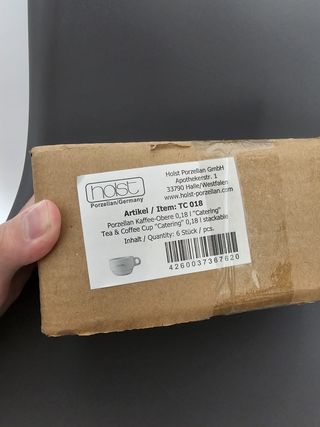 holst
Porzellan/Germany
Holst Porzellan GmbH
Apothekerstr. 1
33790 Halle/Westfalen
www.holst-porzellan.com
Artikel / Item: TC 018
Porzellan Kaffee-Obere 0,18 l "Catering"
Tea & Coffee Cup "Catering" 0,18 l stackable
Inhalt / Quantity: 6 Stück / pcs.
4260037367620